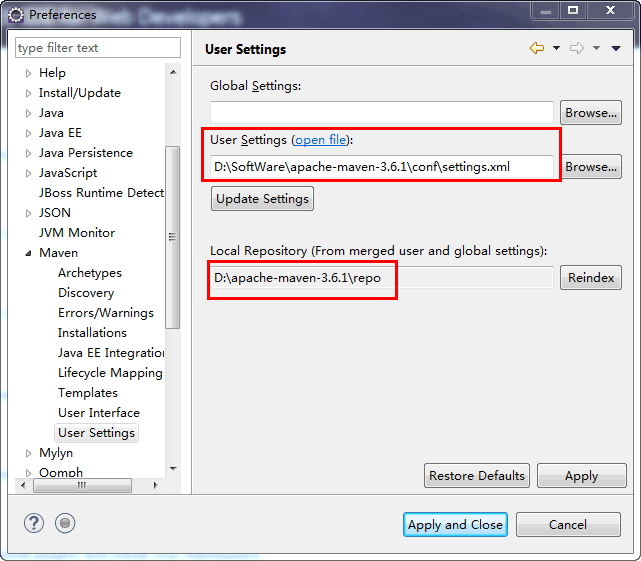 Preferences
type filter text
Help
Install/Update
Java
Java EE
Java Persistence
JavaScript
JBoss Runtime Detect
JSON
JVM Monitor
Maven
Archetypes
Discovery
Errors/Warnings
Installations
Java EE Integration
Lifecycle Mapping
Templates
User Interface
User Settings
Mylyn
Oomph
User Settings
Global Settings:
Browse...
User Settings (open file):
D:\SoftWare\apache-maven-3.6.1\conf\settings.xml
Browse...
Update Settings
Local Repository (From merged user and global settings):
D:\apache-maven-3.6.1\repo
Reindex
Restore Defaults
Apply
Apply and Close
Cancel